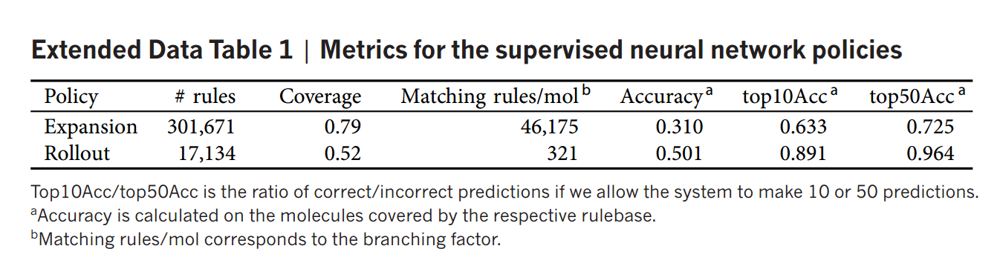 Extended Data Table 1 | Metrics for the supervised neural network policies
Policy # rules Coverage Matching rules/mol b Accuracy a top10Acc a top50Acc a
Expansion 301,671 0.79 46,175 0.310 0.633 0.725
Rollout 17,134 0.52 321 0.501 0.891 0.964
Top10Acc/top50Acc is the ratio of correct/incorrect predictions if we allow the system to make 10 or 50 predictions.
aAccuracy is calculated on the molecules covered by the respective rulebase.
bMatching rules/mol corresponds to the branching factor.